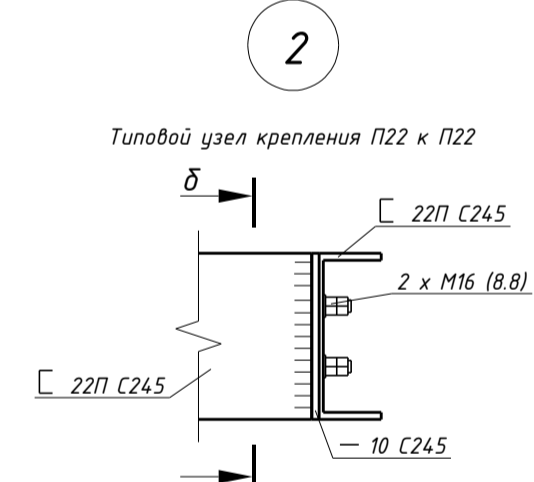 2
Типовой узел крепления П22 к П22
б
[ 22П С245
2 х М16 (8.8)
[ 22П С245
— 10 С245